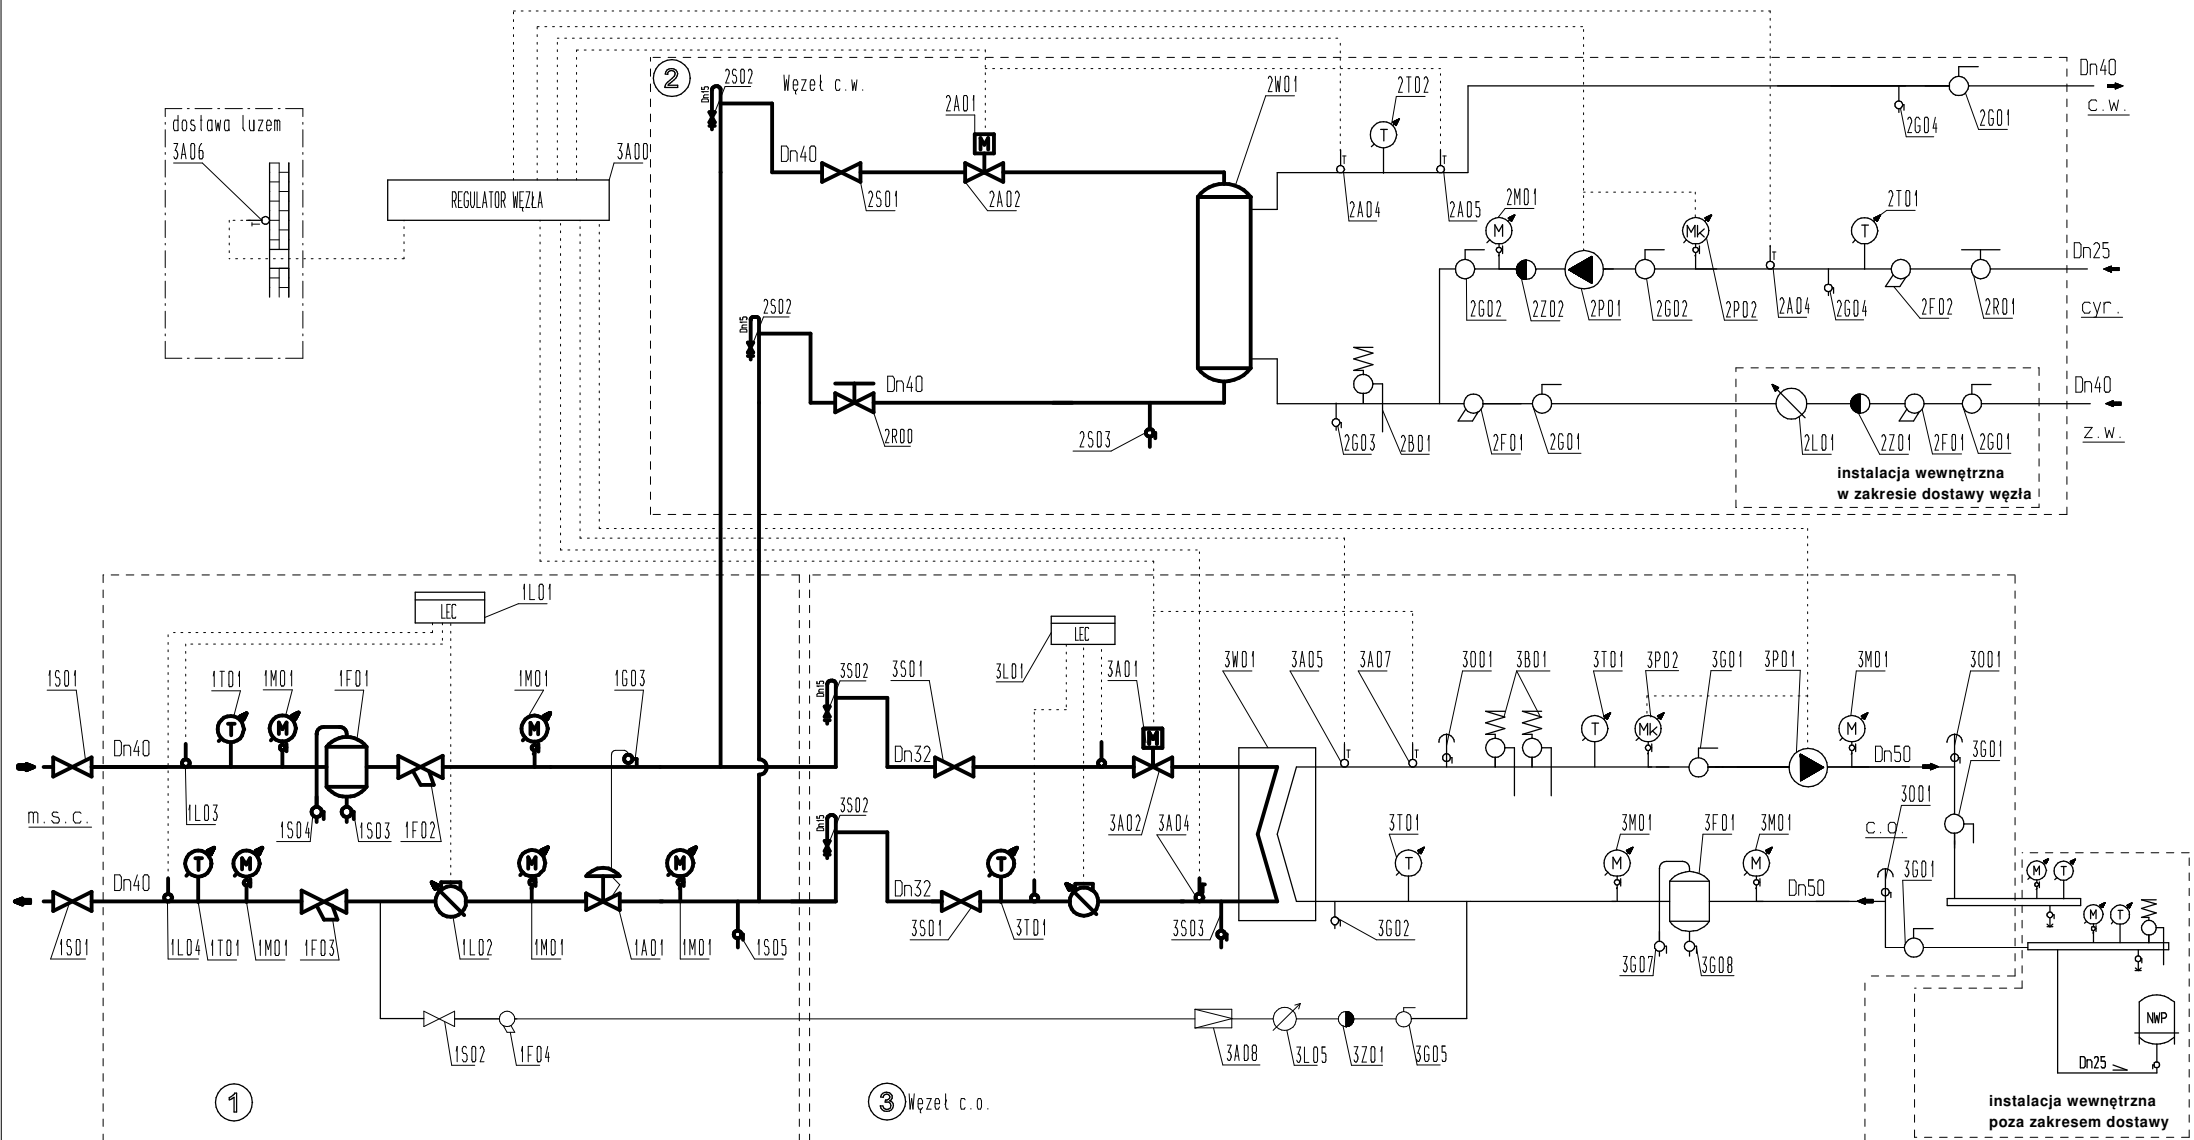 2
Węzeł c.w.
2S02
Dn15
2A01
M
2W01
2T02
T
Dn40
c.w.
2G04
2G01
dostawa luzem
3A06
T
3A00
REGULATOR WĘZŁA
Dn40
2S01
2A02
T
2A04
T
2A05
2M01
M
Mk
2T01
T
T
Dn25
cyr.
2G02
2Z02
2P01
2G02
2P02
2A04
2G04
2F02
2R01
2S02
Dn15
Dn40
2R00
2S03
2G03
2B01
2F01
2G01
2L01
2Z01
2F01
2G01
Dn40
z.w.
instalacja wewnętrzna
w zakresie dostawy węzła
LEC
1L01
1S01
1T01
1M01
1F01
1M01
1G03
T
M
M
Dn40
m.s.c.
1L03
1S04
1S03
1F02
Dn40
T
M
M
M
1S01
1L04
1T01
1M01
1F03
1L02
1M01
1A01
1M01
1S05
1S02
1F04
1
3S02
Dn15
3S01
3L01
LEC
3A01
M
3W01
3A05
3A07
3O01
3B01
3T01
3P02
3G01
3P01
3M01
3O01
Dn32
T
T
T
Mk
M
Dn50
3G01
3S02
Dn15
3A02
3A04
3T01
T
3M01
M
3F01
3M01
M
c.o.
3O01
3G01
Dn32
T
Dn50
3S01
3T01
3S03
3G02
3G07
3G08
M
T
M
T
3A08
3L05
3Z01
3G05
NWP
Dn25
3
Węzeł c.o.
instalacja wewnętrzna
poza zakresem dostawy